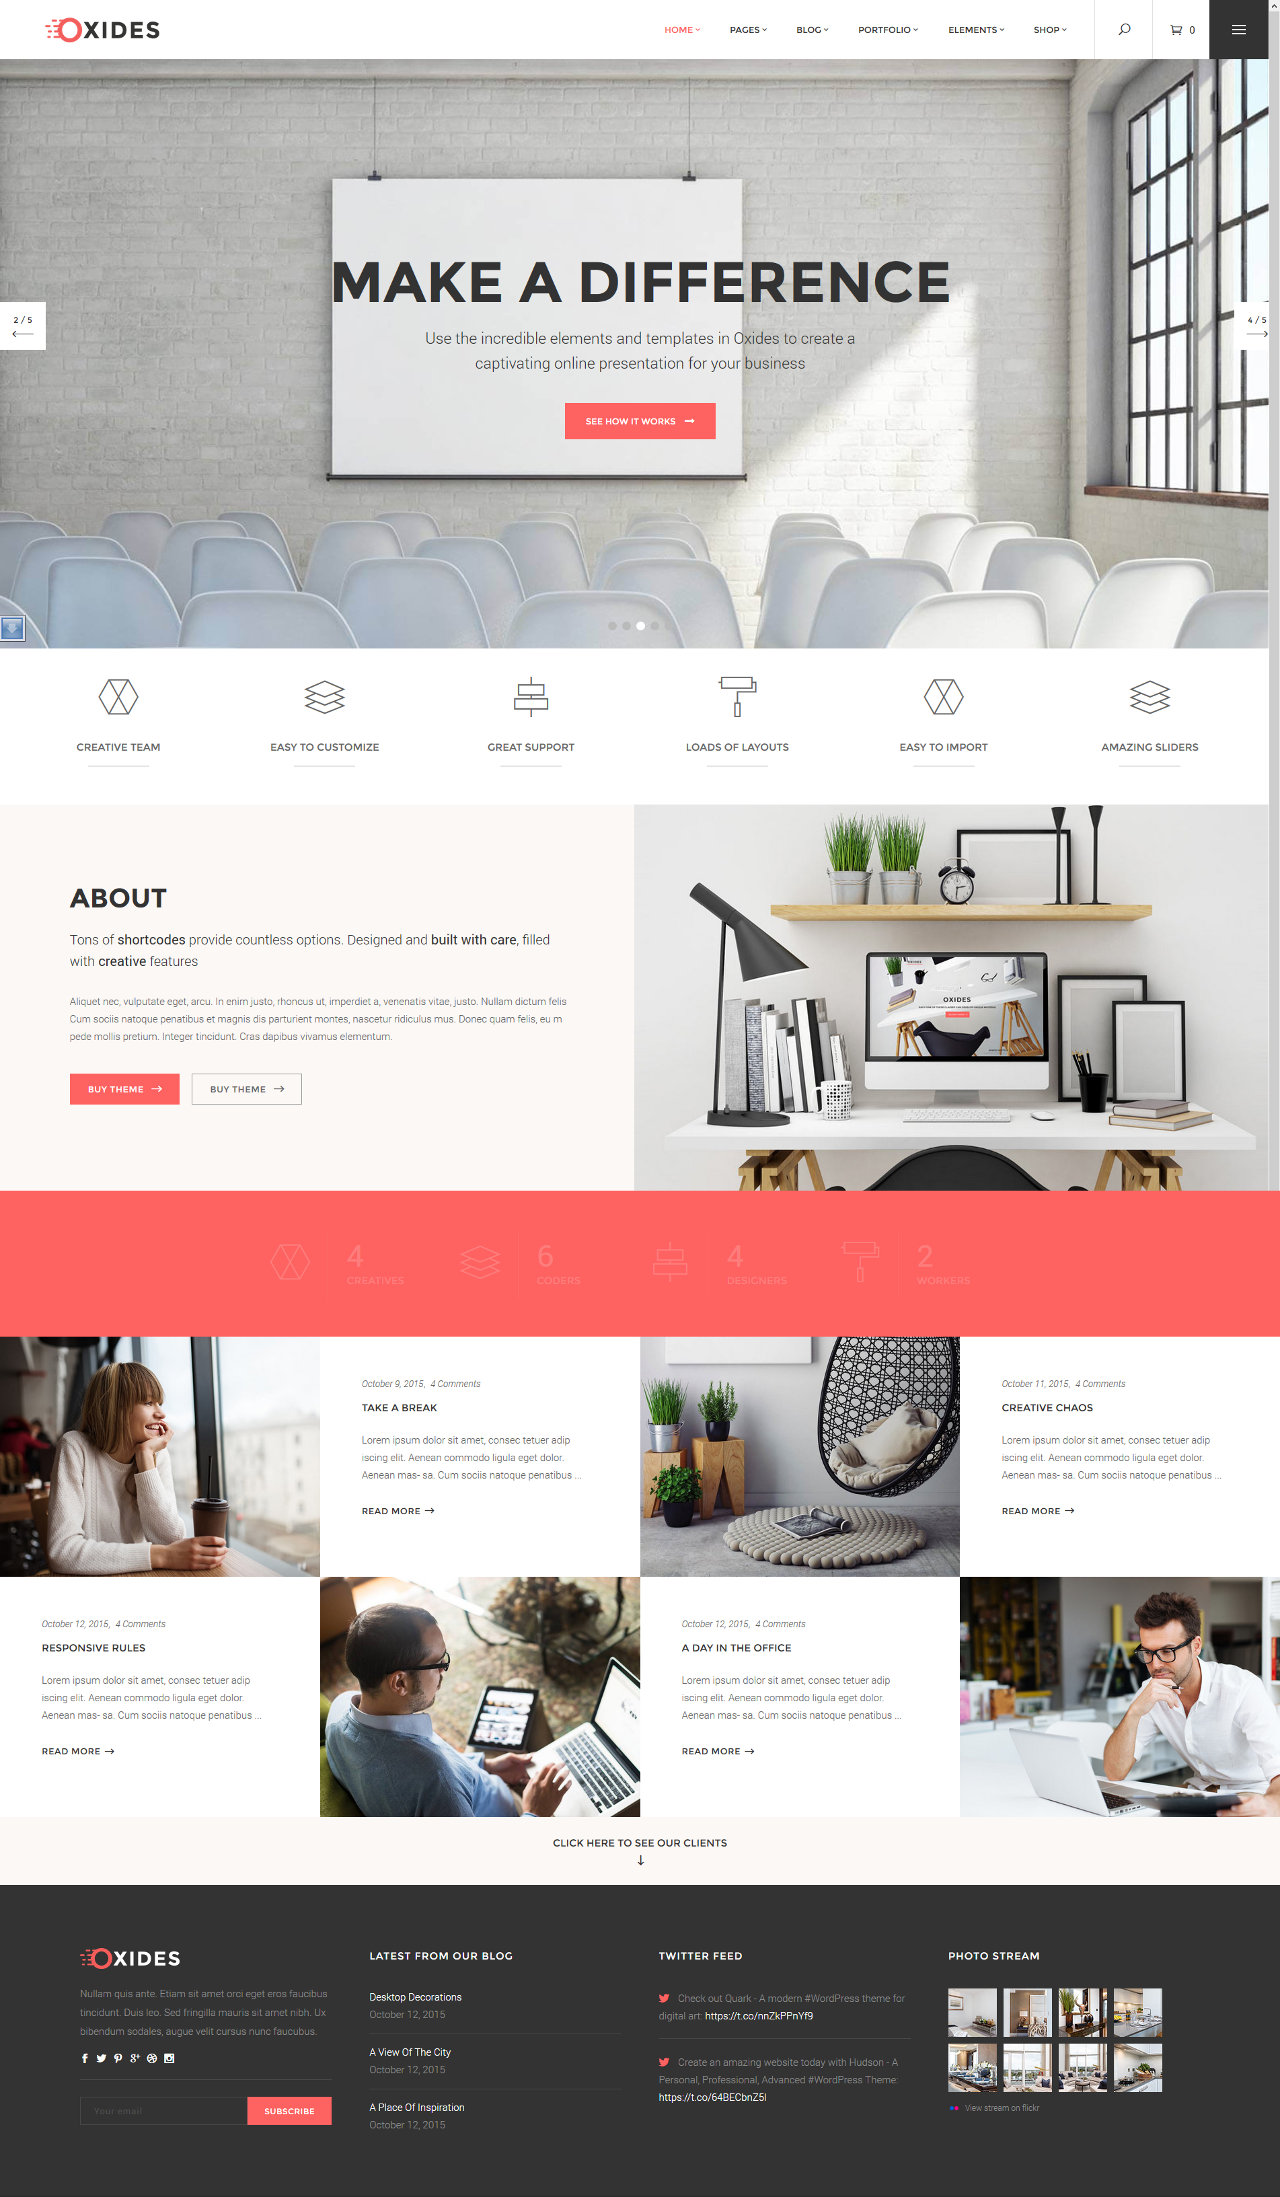 OXIDES
HOME
PAGES
BLOG
PORTFOLIO
ELEMENTS
SHOP
0
MAKE A DIFFERENCE
2 / 5
4 / 5
Use the incredible elements and templates in Oxides to create a
captivating online presentation for your business
SEE HOW IT WORKS
CREATIVE TEAM
EASY TO CUSTOMIZE
GREAT SUPPORT
LOADS OF LAYOUTS
EASY TO IMPORT
AMAZING SLIDERS
ABOUT
Tons of shortcodes provide countless options. Designed and built with care, filled
with creative features
Aliquet nec, vulputate eget, arcu. In enim justo, rhoncus ut, imperdiet a, venenatis vitae, justo. Nullam dictum felis
Cum sociis natoque penatibus et magnis dis parturient montes, nascetur ridiculus mus. Donec quam felis, eu m
pede mollis pretium. Integer tincidunt. Cras dapibus vivamus elementum.
BUY THEME
BUY THEME
OXIDES
4
CREATIVES
6
CODERS
4
DESIGNERS
2
WORKERS
October 9, 2015, 4 Comments
TAKE A BREAK
Lorem ipsum dolor sit amet, consec tetuer adip
iscing elit. Aenean commodo ligula eget dolor.
Aenean mas- sa. Cum sociis natoque penatibus ...
READ MORE
October 11, 2015, 4 Comments
CREATIVE CHAOS
Lorem ipsum dolor sit amet, consec tetuer adip
iscing elit. Aenean commodo ligula eget dolor.
Aenean mas- sa. Cum sociis natoque penatibus ...
READ MORE
October 12, 2015, 4 Comments
RESPONSIVE RULES
Lorem ipsum dolor sit amet, consec tetuer adip
iscing elit. Aenean commodo ligula eget dolor.
Aenean mas- sa. Cum sociis natoque penatibus ...
READ MORE
October 12, 2015, 4 Comments
A DAY IN THE OFFICE
Lorem ipsum dolor sit amet, consec tetuer adip
iscing elit. Aenean commodo ligula eget dolor.
Aenean mas- sa. Cum sociis natoque penatibus ...
READ MORE
CLICK HERE TO SEE OUR CLIENTS
OXIDES
Nullam quis ante. Etiam sit amet orci eget eros faucibus
tincidunt. Duis leo. Sed fringilla mauris sit amet nibh. Ux
bibendum sodales, augue velit cursus nunc faucubus.
Your email
SUBSCRIBE
LATEST FROM OUR BLOG
Desktop Decorations
October 12, 2015
A View Of The City
October 12, 2015
A Place Of Inspiration
October 12, 2015
TWITTER FEED
Check out Quark - A modern #WordPress theme for
digital art: https://t.co/nnZkPPnYf9
Create an amazing website today with Hudson - A
Personal, Professional, Advanced #WordPress Theme:
https://t.co/64BECbnZ5l
PHOTO STREAM
View stream on flickr